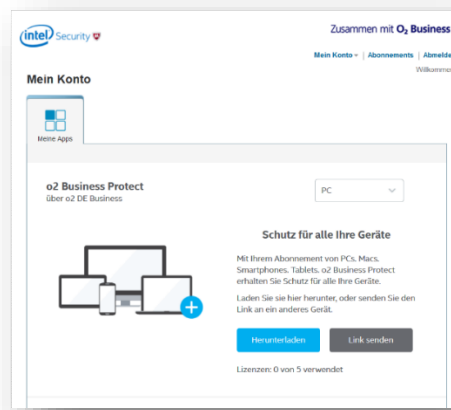 intel Security
Zusammen mit O2 Business
Mein Konto | Abonnements | Abmelde
Willkommen
Mein Konto
Meine Apps
o2 Business Protect
über o2 DE Business
PC
Schutz für alle Ihre Geräte
Mit Ihrem Abonnement von PCs, Macs,
Smartphones, Tablets. o2 Business Protect
erhalten Sie Schutz für alle Ihre Geräte.
Laden Sie sie hier herunter, oder senden Sie den
Link an ein anderes Gerät.
Herunterladen
Link senden
Lizenzen: 0 von 5 verwendet